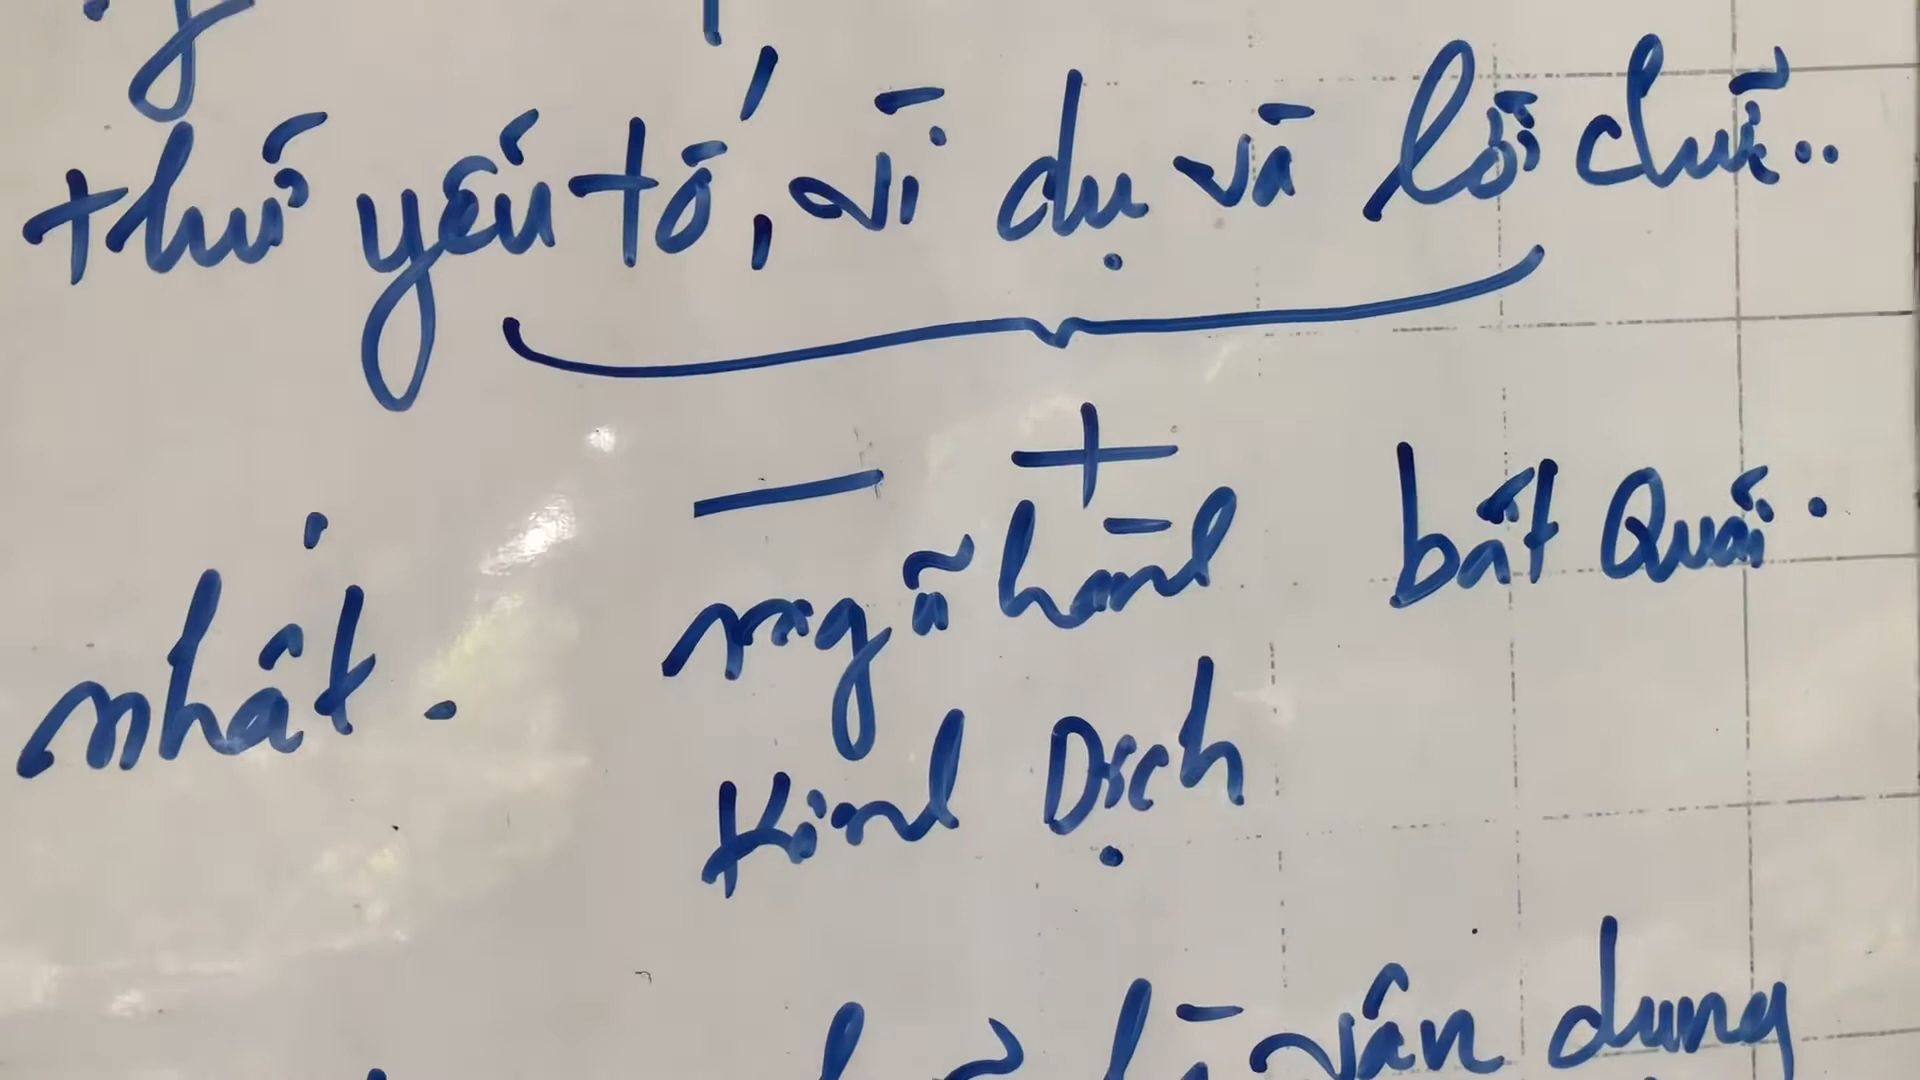 thứ yếu tố, ví dụ và lời chữ..
− +
ngũ hành bát Quái.
nhất.
Kinh Dịch
vận dụng